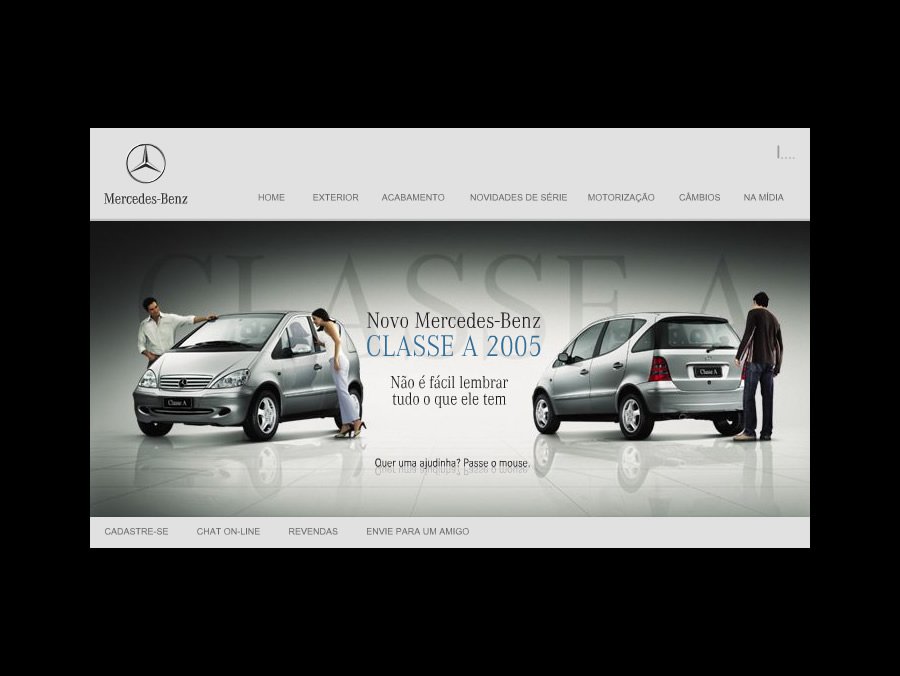 Mercedes-Benz
HOME EXTERIOR ACABAMENTO NOVIDADES DE SÉRIE MOTORIZAÇÃO CÂMBIOS NA MÍDIA
CLASSE A
Novo Mercedes-Benz
CLASSE A 2005
Não é fácil lembrar
tudo o que ele tem
Classe A
Classe A
Quer uma ajudinha? Passe o mouse.
CADASTRE-SE CHAT ON-LINE REVENDAS ENVIE PARA UM AMIGO